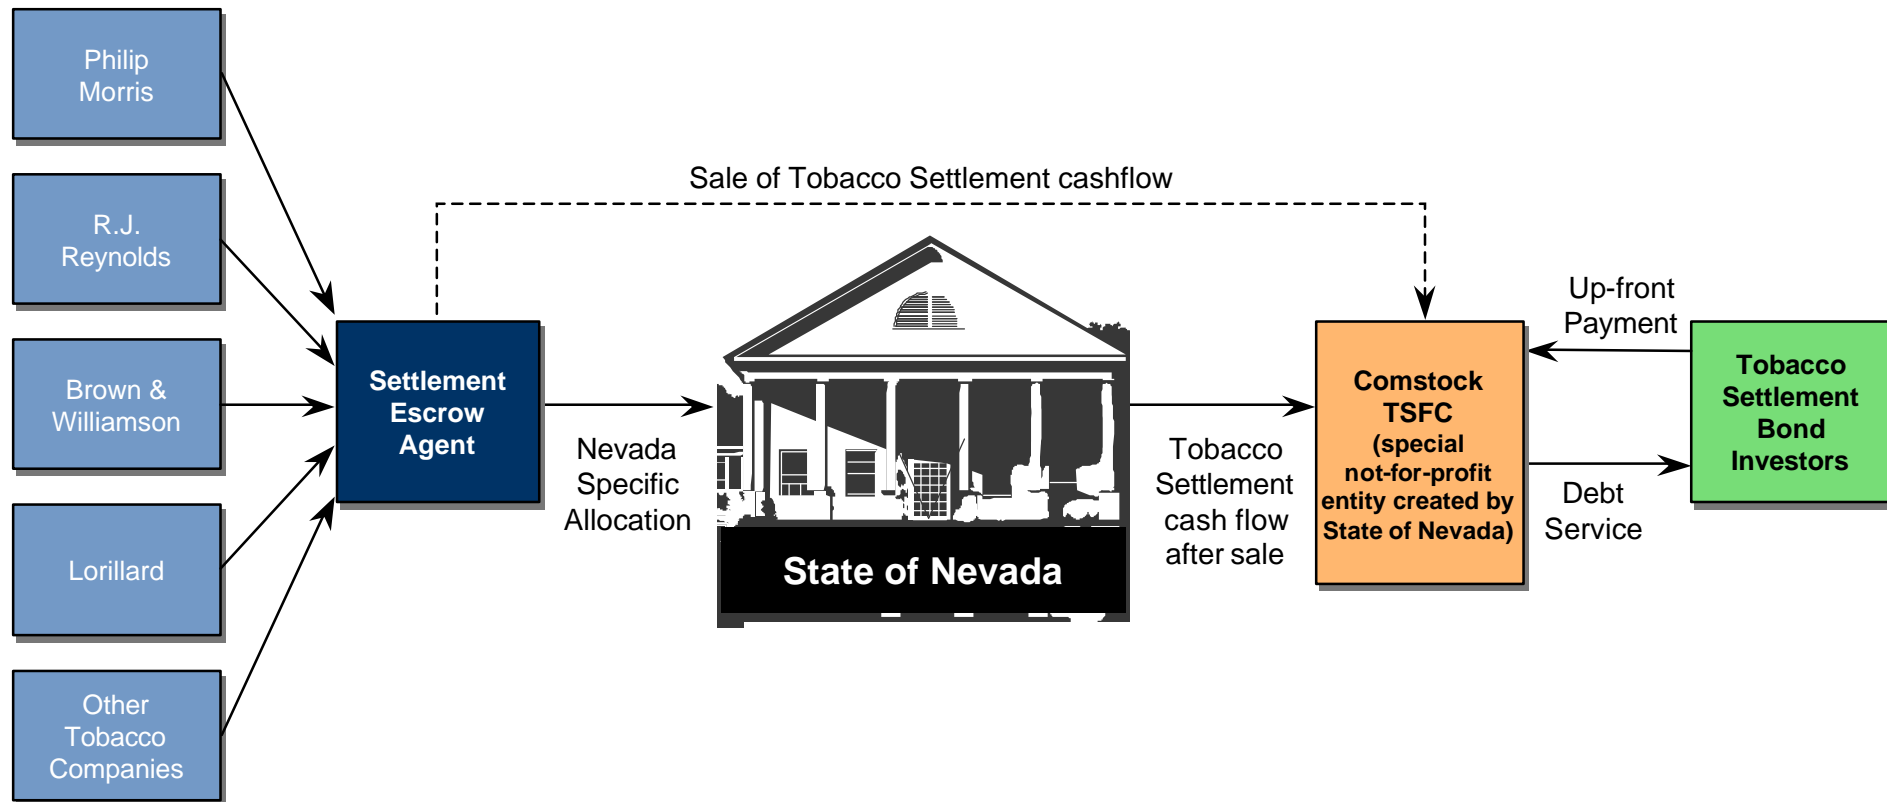 Philip
Morris
R.J.
Reynolds
Brown &
Williamson
Lorillard
Other
Tobacco
Companies
Settlement
Escrow
Agent
Sale of Tobacco Settlement cashflow
Nevada
Specific
Allocation
State of Nevada
Tobacco
Settlement
cash flow
after sale
Comstock
TSFC
(special
not-for-profit
entity created by
State of Nevada)
Up-front
Payment
Debt
Service
Tobacco
Settlement
Bond
Investors